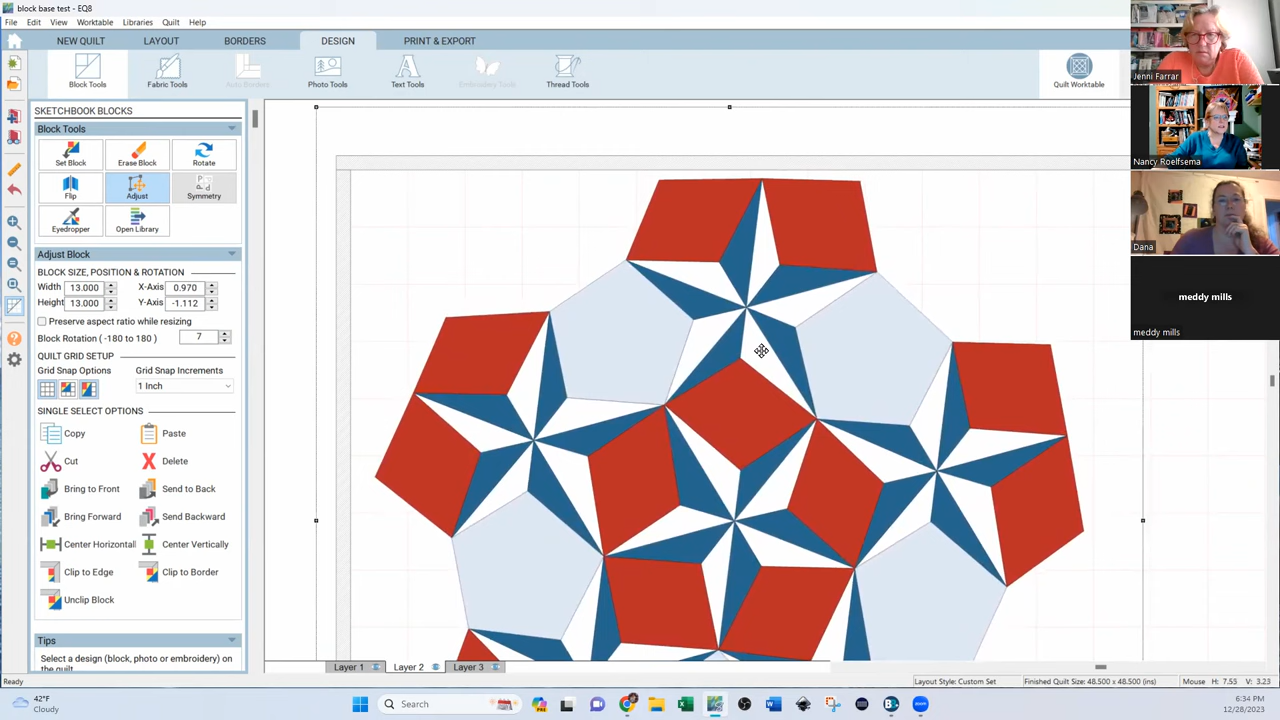 block base test - EQ8
File Edit View Worktable Libraries Quilt Help
NEW QUILT LAYOUT BORDERS DESIGN PRINT & EXPORT
Block Tools Fabric Tools Auto Borders Photo Tools Text Tools Embroidery Tools Thread Tools Quilt Worktable
SKETCHBOOK BLOCKS
Block Tools
Set Block Erase Block Rotate
Flip Adjust Symmetry
Eyedropper Open Library
Adjust Block
BLOCK SIZE, POSITION & ROTATION
Width 13.000 X-Axis 0.970
Height 13.000 Y-Axis -1.112
Preserve aspect ratio while resizing
Block Rotation ( -180 to 180 ) 7
QUILT GRID SETUP
Grid Snap Options Grid Snap Increments
1 Inch
SINGLE SELECT OPTIONS
Copy Paste
Cut Delete
Bring to Front Send to Back
Bring Forward Send Backward
Center Horizontall Center Vertically
Clip to Edge Clip to Border
Unclip Block
Tips
Select a design (block, photo or embroidery) on
Layer 1 Layer 2 Layer 3
Ready Layout Style: Custom Set Finished Quilt Size: 48.500 x 48.500 (ins) Mouse H: 7.53 V: 3.23
Jenni Farrar
Nancy Roelfsema
Dana
meddy mills
meddy mills
42°F
Cloudy
Search
6:34 PM
12/28/2023